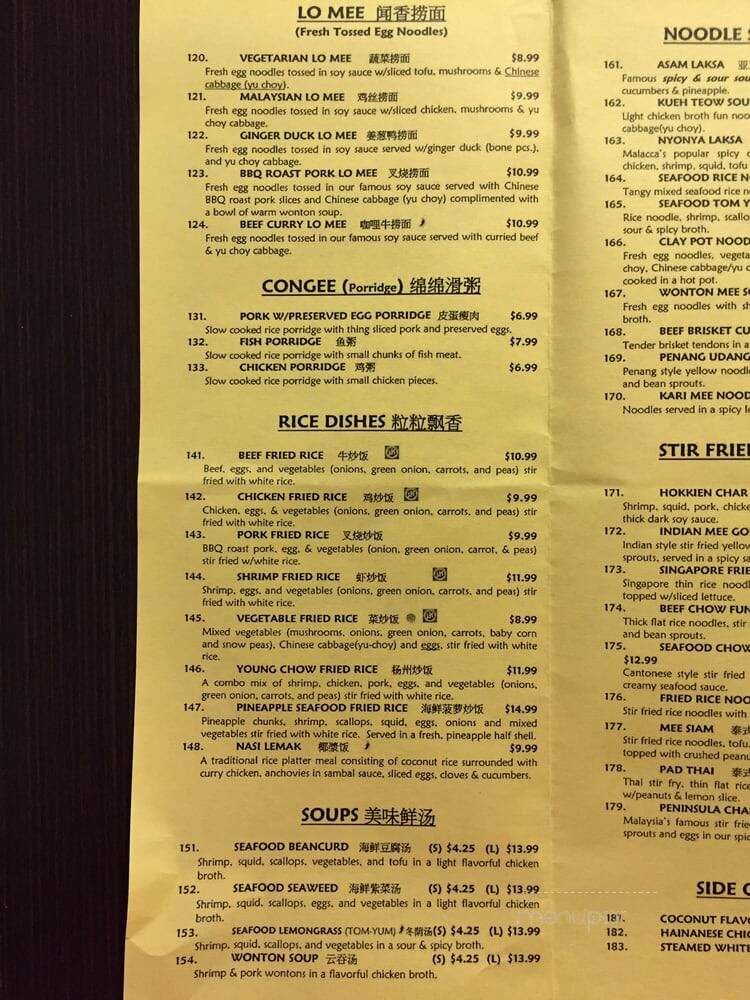 LO MEE 闻香捞面
(Fresh Tossed Egg Noodles)
120. VEGETARIAN LO MEE 蔬菜捞面 $8.99
Fresh egg noodles tossed in soy sauce w/sliced tofu, mushrooms & Chinese
cabbage (yu choy).
121. MALAYSIAN LO MEE 鸡丝捞面 $9.99
Fresh egg noodles tossed in soy sauce w/sliced chicken, mushrooms & yu
choy cabbage.
122. GINGER DUCK LO MEE 姜葱鸭捞面 $9.99
Fresh egg noodles tossed in soy sauce served w/ginger duck (bone pcs.),
and yu choy cabbage.
123. BBQ ROAST PORK LO MEE 叉烧捞面 $10.99
Fresh egg noodles tossed in our famous soy sauce served with Chinese
BBQ roast pork slices and Chinese cabbage (yu choy) complimented with
a bowl of warm wonton soup.
124. BEEF CURRY LO MEE 咖哩牛捞面 $10.99
Fresh egg noodles tossed in our famous soy sauce served with curried beef
& yu choy cabbage.
CONGEE (Porridge) 绵绵滑粥
131. PORK W/PRESERVED EGG PORRIDGE 皮蛋瘦肉 $6.99
Slow cooked rice porridge with thing sliced pork and preserved eggs.
132. FISH PORRIDGE 鱼粥 $7.99
Slow cooked rice porridge with small chunks of fish meat.
133. CHICKEN PORRIDGE 鸡粥 $6.99
Slow cooked rice porridge with small chicken pieces.
RICE DISHES 粒粒飘香
141. BEEF FRIED RICE 牛炒饭 $10.99
Beef, eggs, and vegetables (onions, green onion, carrots, and peas) stir
fried with white rice.
142. CHICKEN FRIED RICE 鸡炒饭 $9.99
Chicken, eggs, & vegetables (onions, green onion, carrots, and peas) stir
fried with white rice.
143. PORK FRIED RICE 叉烧炒饭 $9.99
BBQ roast pork, egg, & vegetables (onion, green onion, carrot, & peas)
stir fried w/white rice.
144. SHRIMP FRIED RICE 虾炒饭 $11.99
Shrimp, eggs, and vegetables (onions, green onion, carrots, and peas) stir
fried with white rice.
145. VEGETABLE FRIED RICE 菜炒饭 $8.99
Mixed vegetables (mushrooms, onions, green onion, carrots, baby corn
and snow peas), Chinese cabbage(yu-choy) and eggs, stir fried with white
rice.
146. YOUNG CHOW FRIED RICE 杨州炒饭 $11.99
A combo mix of shrimp, chicken, pork, eggs, and vegetables (onions,
green onion, carrots, and peas) stir fried with white rice.
147. PINEAPPLE SEAFOOD FRIED RICE 海鲜菠萝炒饭 $14.99
Pineapple chunks, shrimp, scallops, squid, eggs, onions and mixed
vegetables stir fried with white rice. Served in a fresh, pineapple half shell.
148. NASI LEMAK 椰浆饭 $9.99
A traditional rice platter meal consisting of coconut rice surrounded with
curry chicken, anchovies in sambal sauce, sliced eggs, cloves & cucumbers.
SOUPS 美味鲜汤
151. SEAFOOD BEANCURD 海鲜豆腐汤 (S) $4.25 (L) $13.99
Shrimp, squid, scallops, vegetables, and tofu in a light flavorful chicken
broth.
152. SEAFOOD SEAWEED 海鲜紫菜汤 (S) $4.25 (L) $13.99
Shrimp, squid, scallops, eggs, and vegetables in a light flavorful chicken
broth.
153. SEAFOOD LEMONGRASS (TOM-YUM) 冬阴汤(S) $4.25 (L) $13.99
Shrimp, squid, scallops, and vegetables in a sour & spicy broth.
154. WONTON SOUP 云吞汤 (S) $4.25 (L) $13.99
Shrimp & pork wontons in a flavorful chicken broth.
NOODLE
161. ASAM LAKSA
Famous spicy & sour
cucumbers & pineapple.
162. KUEH TEOW
Light chicken broth fun
cabbage(yu choy).
163. NYONYA LAKSA
Malacca's popular spicy
chicken, shrimp, squid, tofu
164. SEAFOOD RICE
Tangy mixed seafood rice
165. SEAFOOD TOM
Rice noodle, shrimp,
sour & spicy broth.
166. CLAY POT
Fresh egg noodles,
choy, Chinese cabbage/yu
cooked in a hot pot.
167. WONTON MEE
Fresh egg noodles with
broth.
168. BEEF BRISKET
Tender brisket tendons in a
169. PENANG UDANG
Penang style yellow
and bean sprouts.
170. KARI MEE
Noodles served in a spicy
STIR
171. HOKKIEN CHAR
Shrimp, squid, pork,
thick dark soy sauce.
172. INDIAN MEE
Indian style stir fried
sprouts, served in a spicy
173. SINGAPORE
Singapore thin rice
topped w/sliced lettuce.
174. BEEF CHOW FUN
Thick flat rice noodles, stir
and bean sprouts.
175. SEAFOOD CHOW
$12.99
Cantonese style stir fried
creamy seafood sauce.
176. FRIED RICE
Stir fried rice noodles with
177. MEE SIAM 泰式
Stir fried rice noodles, tofu,
topped with crushed
178. PAD THAI 泰式
Thai stir fry, thin flat rice
w/peanuts & lemon slice.
179. PENINSULA
Malaysia's famous stir
sprouts and eggs in our
SIDE
181. COCONUT
182. HAINANESE
183. STEAMED
menupix